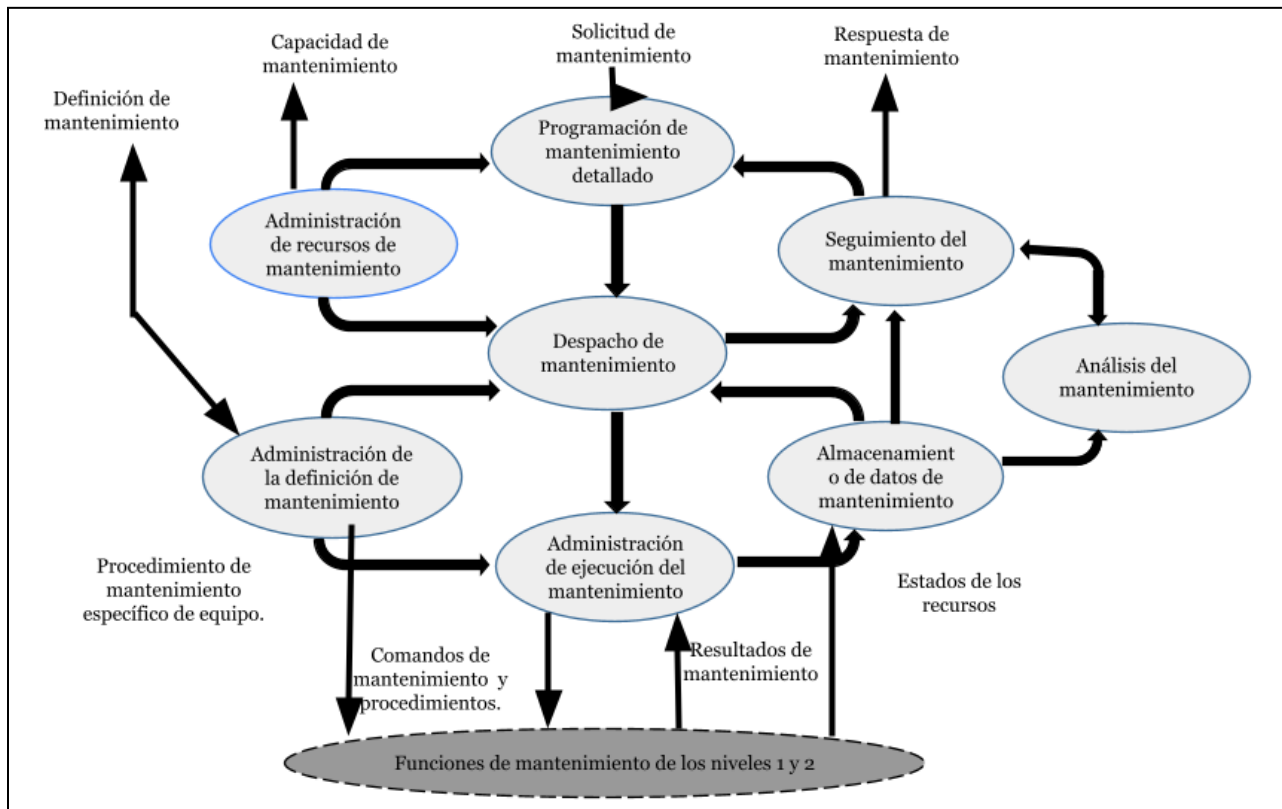 Capacidad de
mantenimiento
Solicitud de
mantenimiento
Respuesta de
mantenimiento
Definición de
mantenimiento
Programación de
mantenimiento
detallado
Administración
de recursos de
mantenimiento
Seguimiento del
mantenimiento
Despacho de
mantenimiento
Análisis del
mantenimiento
Administración de
la definición de
mantenimiento
Almacenamient
o de datos de
mantenimiento
Administración
de ejecución del
mantenimiento
Procedimiento de
mantenimiento
específico de equipo.
Estados de los
recursos
Comandos de
mantenimiento y
procedimientos.
Resultados de
mantenimiento
Funciones de mantenimiento de los niveles 1 y 2